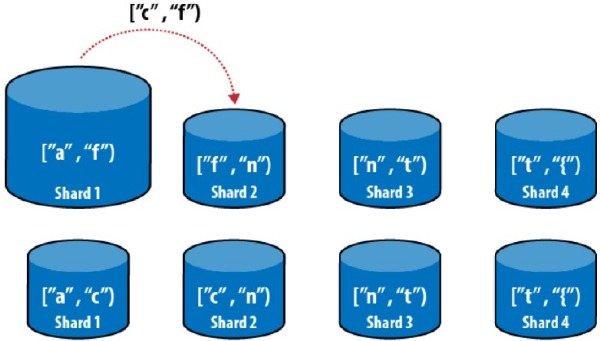 ["c" , “f”)
["a" , “f”)
Shard 1
["f" , “n”)
Shard 2
["n" , “t”)
Shard 3
["t" , “{”)
Shard 4
["a" , “c”)
Shard 1
["c" , “n”)
Shard 2
["n" , “t”)
Shard 3
["t" , “{”)
Shard 4